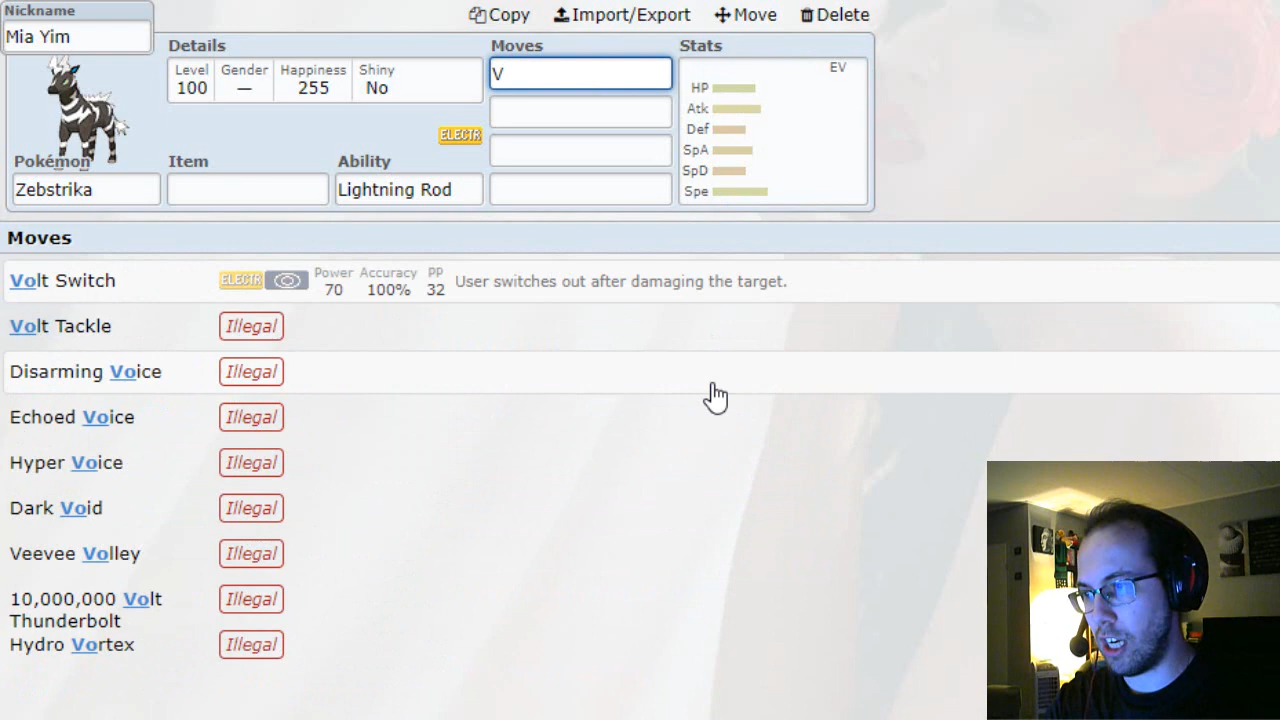 Nickname
Mia Yim
Copy Import/Export Move Delete
Details
Level Gender Happiness Shiny
100 — 255 No
ELECTR
Pokémon
Zebstrika
Item
Ability
Lightning Rod
Moves
V
Stats
EV
HP
Atk
Def
SpA
SpD
Spe
Moves
Volt Switch ELECTR Power 70 Accuracy 100% PP 32 User switches out after damaging the target.
Volt Tackle Illegal
Disarming Voice Illegal
Echoed Voice Illegal
Hyper Voice Illegal
Dark Void Illegal
Veevee Volley Illegal
10,000,000 Volt Illegal
Thunderbolt
Hydro Vortex Illegal